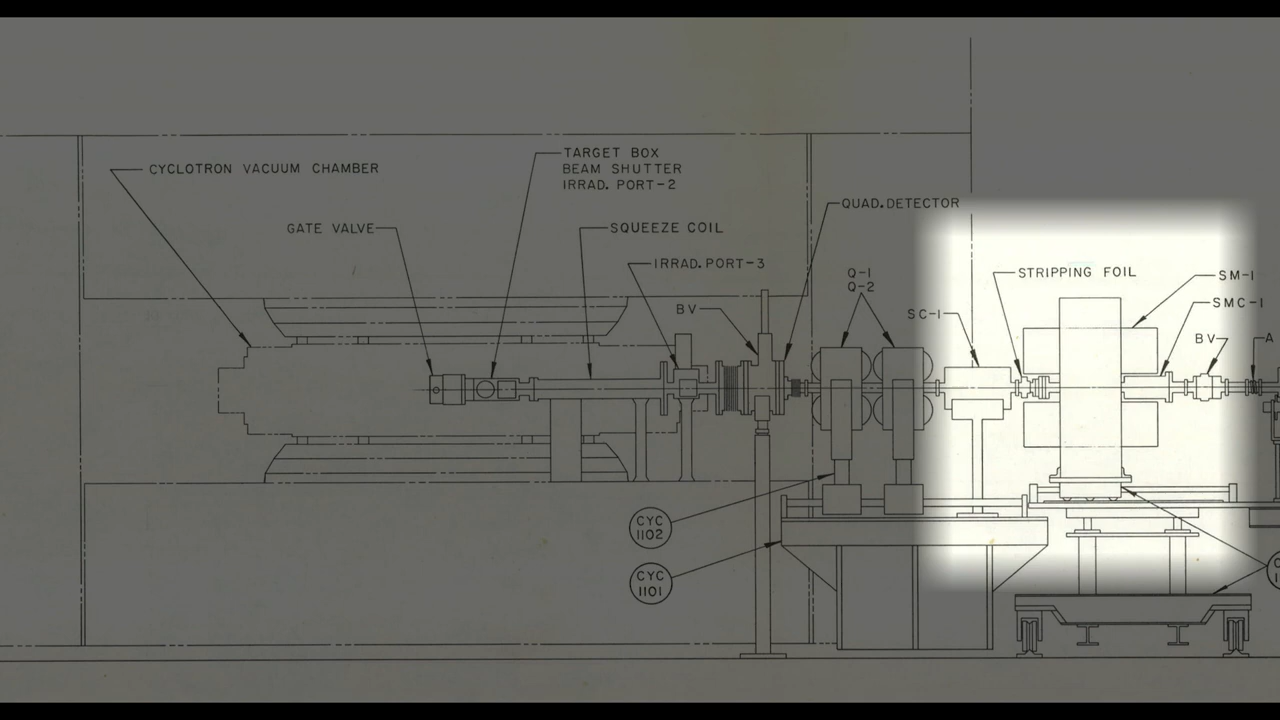 CYCLOTRON VACUUM CHAMBER
TARGET BOX
BEAM SHUTTER
IRRAD. PORT-2
GATE VALVE
SQUEEZE COIL
QUAD. DETECTOR
IRRAD. PORT-3
BV
Q-1
Q-2
SC-1
STRIPPING FOIL
SM-1
SMC-1
BV
A
CYC
1102
CYC
1101